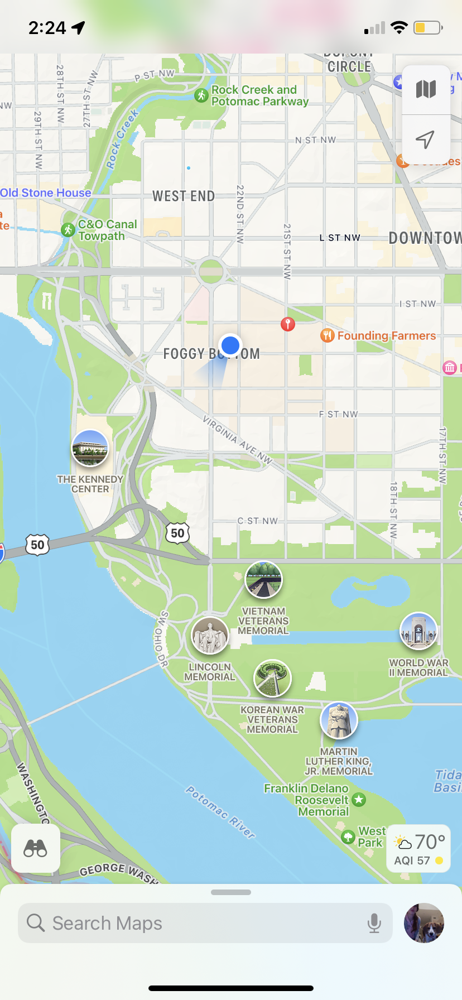 2:24
DUPONT
CIRCLE
P ST NW
28TH ST NW
27TH ST NW
29TH ST NW
NW
Rock Creek and
Potomac Parkway
Rock Creek
N ST NW
Old Stone House
WEST END
22ND ST NW
C&O Canal
Towpath
21ST ST NW
L ST NW
DOWNTOW
I ST NW
Founding Farmers
FOGGY BOTTOM
F ST NW
VIRGINIA AVE NW
17TH ST NW
THE KENNEDY
CENTER
18TH ST NW
C ST NW
50
50
VIETNAM
VETERANS
MEMORIAL
SW OHIO DR
LINCOLN
MEMORIAL
WORLD WAR
II MEMORIAL
KOREAN WAR
VETERANS
MEMORIAL
MARTIN
LUTHER KING,
JR. MEMORIAL
Tida
Basi
Franklin Delano
Roosevelt
Memorial
WASHINGTO
Potomac River
West
Park
70°
AQI 57
GEORGE WASH
Search Maps